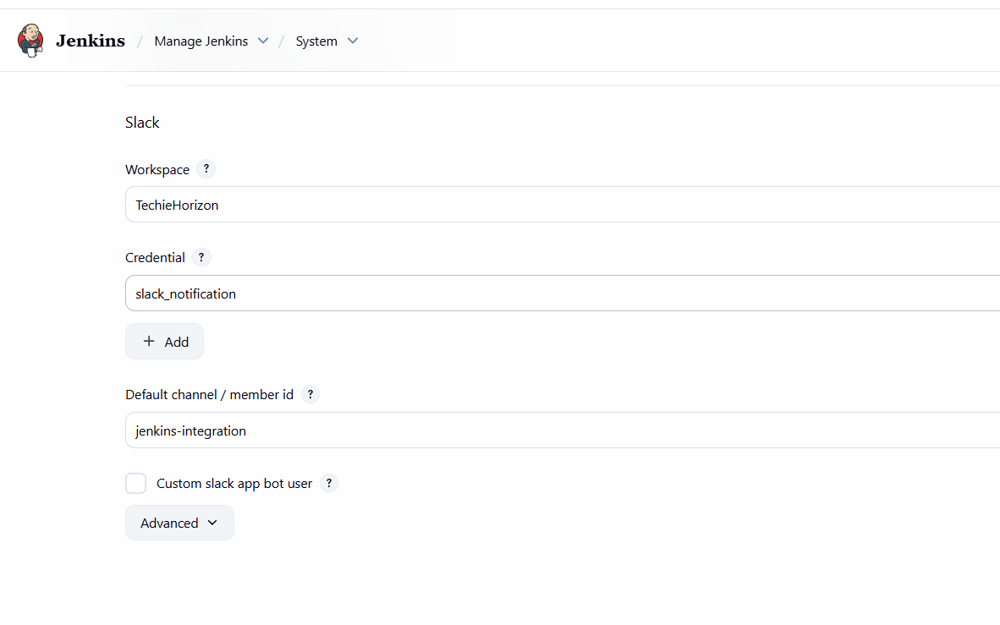 Jenkins / Manage Jenkins / System
Slack
Workspace ?
TechieHorizon
Credential ?
slack_notification
+ Add
Default channel / member id ?
jenkins-integration
Custom slack app bot user ?
Advanced